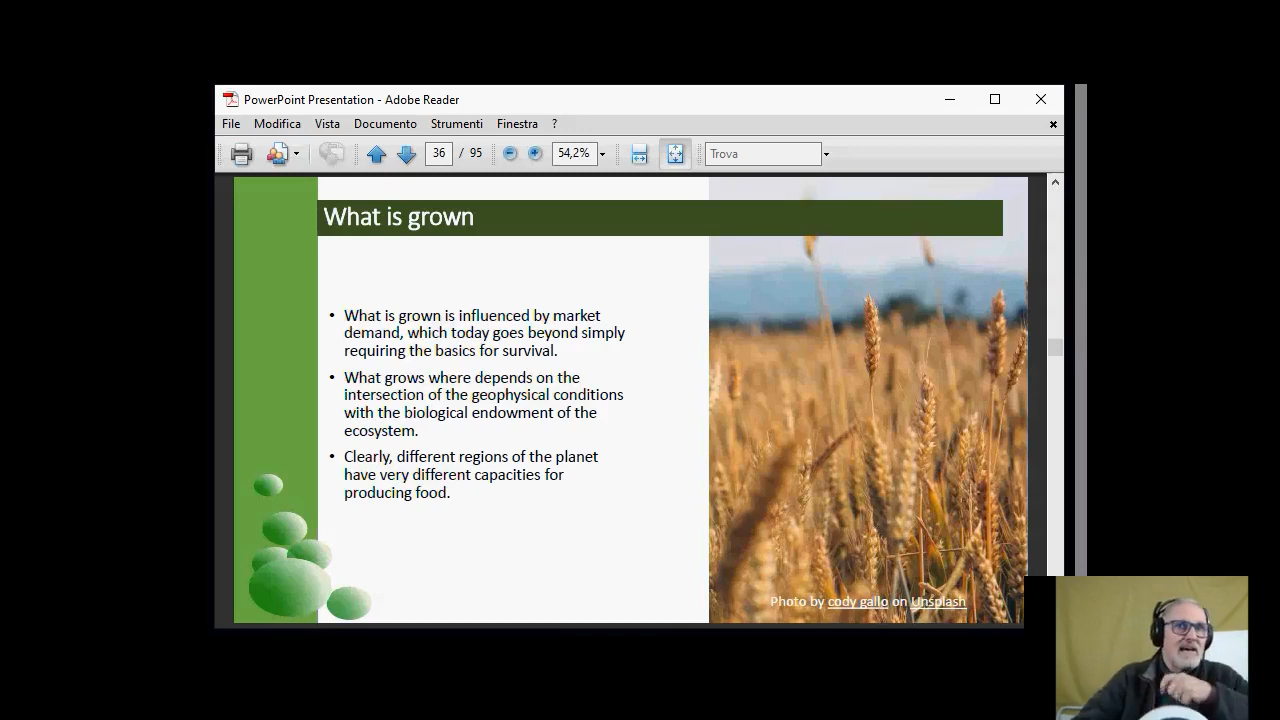 PowerPoint Presentation - Adobe Reader
File Modifica Vista Documento Strumenti Finestra ?
36 / 95 54,2% Trova
What is grown
• What is grown is influenced by market
demand, which today goes beyond simply
requiring the basics for survival.
• What grows where depends on the
intersection of the geophysical conditions
with the biological endowment of the
ecosystem.
• Clearly, different regions of the planet
have very different capacities for
producing food.
Photo by cody gallo on Unsplash